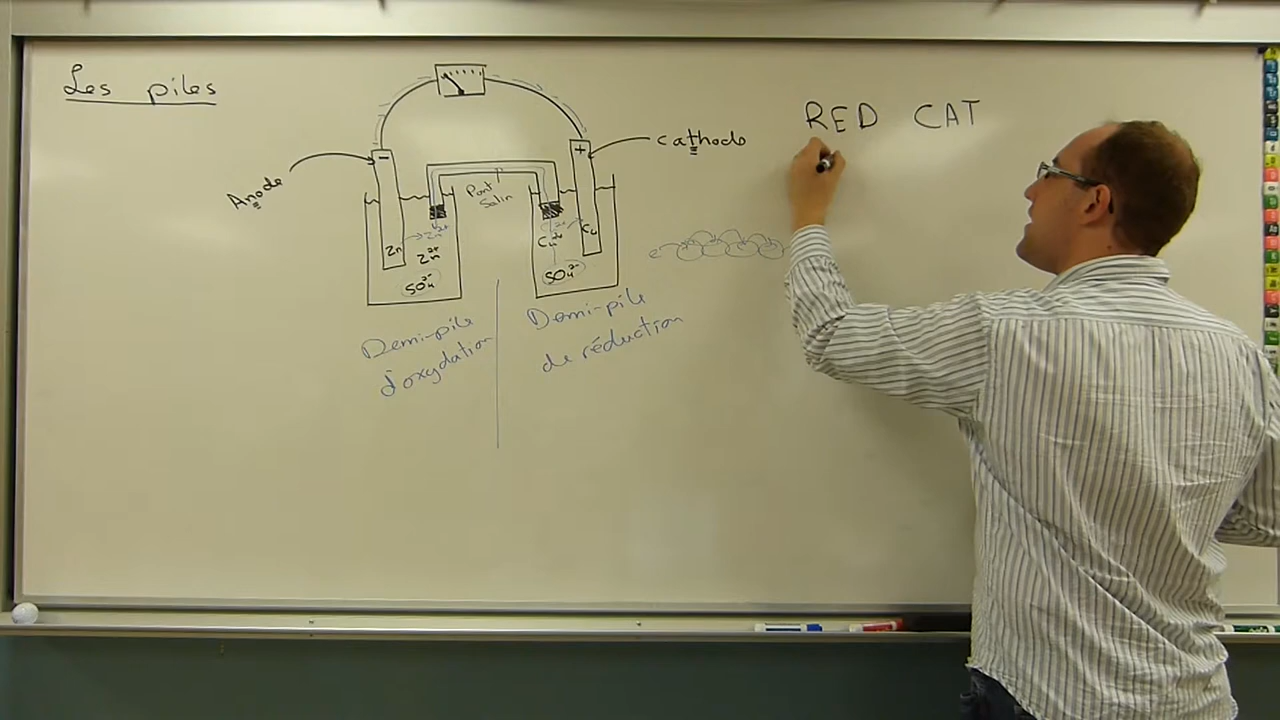 Les piles
RED CAT
Anode
-
+
Cathode
Pont
Salin
Zn
Zn²⁺
Zn²⁺
SO₄²⁻
Cu²⁺
Cu
SO₄²⁻
e⁻
Demi-pile
d'oxydation
Demi-pile
de réduction